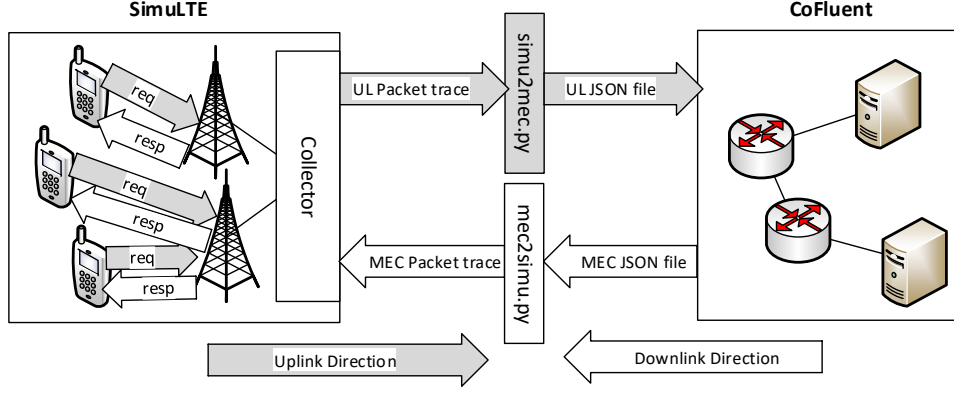 SimuLTE
CoFluent
req
resp
req
resp
req
resp
Collector
UL Packet trace
simu2mec.py
UL JSON file
MEC Packet trace
mec2simu.py
MEC JSON file
Uplink Direction
Downlink Direction